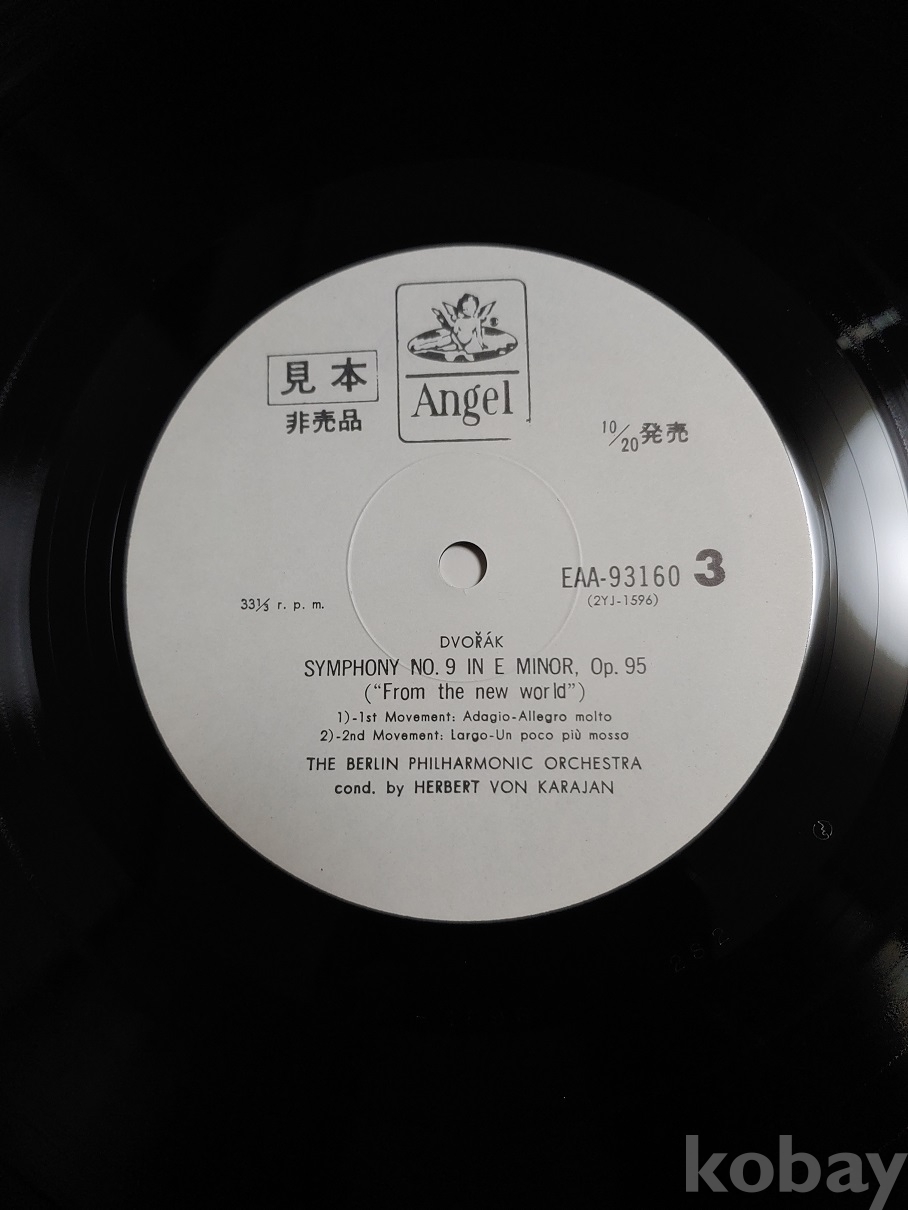 見本
非売品
Angel
10/20発売
EAA-93160 3
(2YJ-1596)
33⅓ r. p. m.
DVOŘÁK
SYMPHONY NO. 9 IN E MINOR, Op. 95
("From the new world")
1)-1st Movement: Adagio-Allegro molto
2)-2nd Movement: Largo-Un poco più mosso
THE BERLIN PHILHARMONIC ORCHESTRA
cond. by HERBERT VON KARAJAN
282
kobay